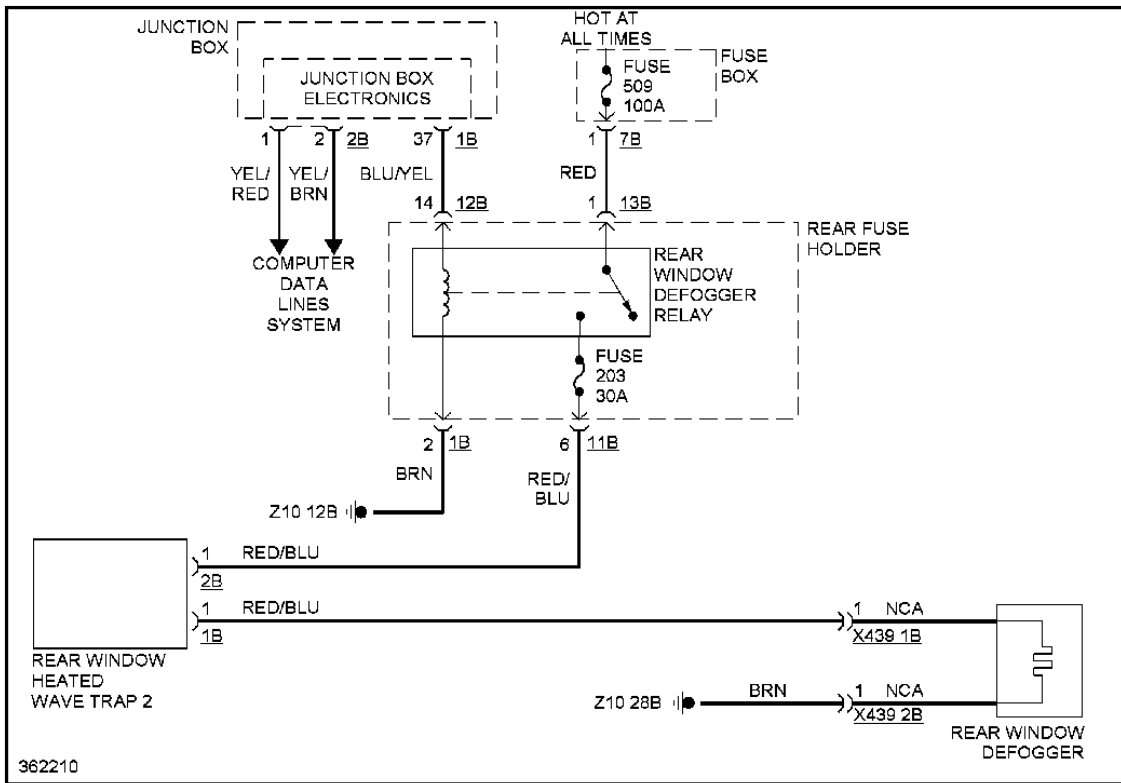 JUNCTION
BOX
JUNCTION BOX
ELECTRONICS
HOT AT
ALL TIMES
FUSE
509
100A
FUSE
BOX
1
2
2B
37
1B
1
7B
YEL/
RED
YEL/
BRN
BLU/YEL
RED
14
12B
1
13B
REAR FUSE
HOLDER
COMPUTER
DATA
LINES
SYSTEM
REAR
WINDOW
DEFOGGER
RELAY
FUSE
203
30A
2
1B
6
11B
BRN
RED/
BLU
Z10 12B
1
RED/BLU
2B
1
RED/BLU
1B
1
NCA
X439 1B
REAR WINDOW
HEATED
WAVE TRAP 2
Z10 28B
BRN
1
NCA
X439 2B
REAR WINDOW
DEFOGGER
362210